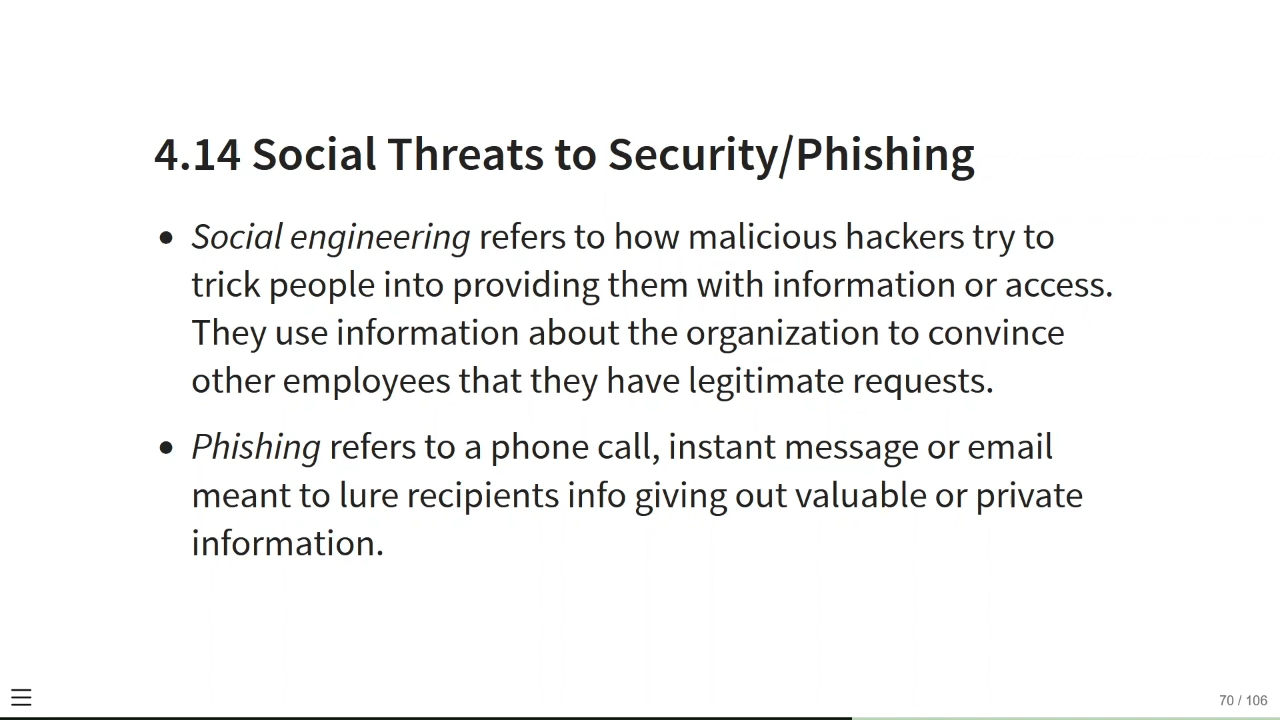 4.14 Social Threats to Security/Phishing
• Social engineering refers to how malicious hackers try to
trick people into providing them with information or access.
They use information about the organization to convince
other employees that they have legitimate requests.
• Phishing refers to a phone call, instant message or email
meant to lure recipients info giving out valuable or private
information.
70 / 106